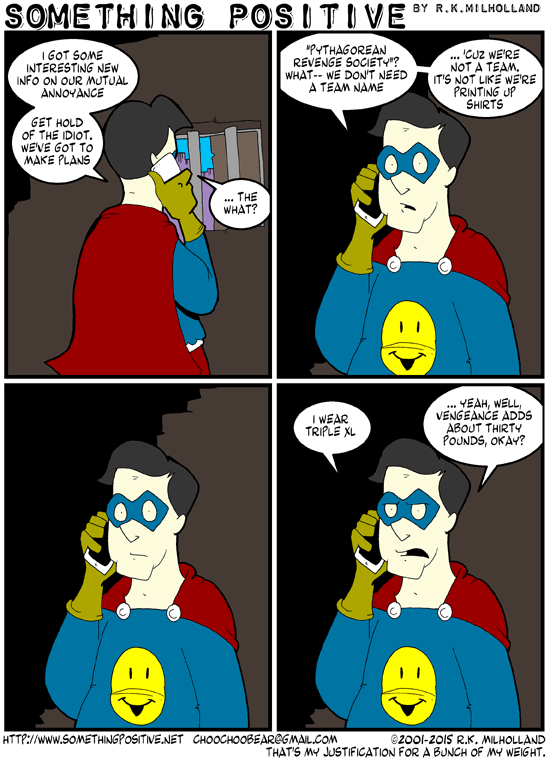 SOMETHING POSITIVE BY R.K.MILHOLLAND
I GOT SOME
INTERESTING NEW
INFO ON OUR MUTUAL
ANNOYANCE
GET HOLD
OF THE IDIOT.
WE'VE GOT TO
MAKE PLANS
... THE
WHAT?
"PYTHAGOREAN
REVENGE SOCIETY"?
WHAT-- WE DON'T NEED
A TEAM NAME
... 'CUZ WE'RE
NOT A TEAM.
IT'S NOT LIKE WE'RE
PRINTING UP
SHIRTS
I WEAR
TRIPLE XL
... YEAH, WELL,
VENGEANCE ADDS
ABOUT THIRTY
POUNDS, OKAY?
HTTP://WWW.SOMETHINGPOSITIVE.NET CHOOCHOOBEAR@GMAIL.COM ©2001-2015 R.K. MILHOLLAND
THAT'S MY JUSTIFICATION FOR A BUNCH OF MY WEIGHT.